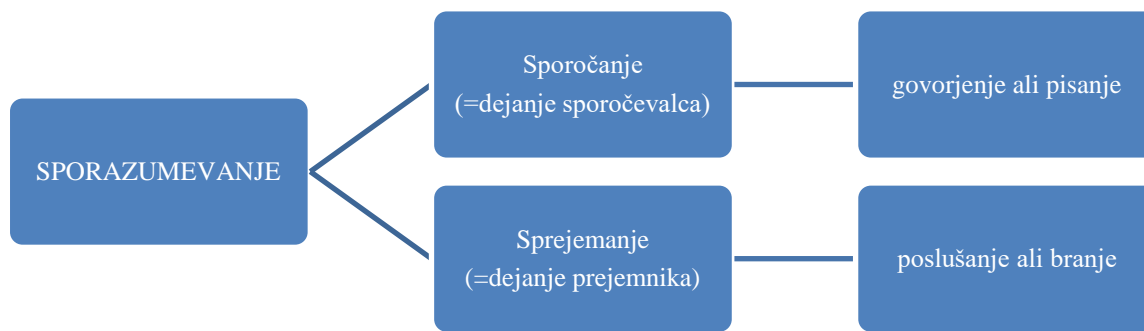 SPORAZUMEVANJE
Sporočanje
(=dejanje sporočevalca)
govorjenje ali pisanje
Sprejemanje
(=dejanje prejemnika)
poslušanje ali branje